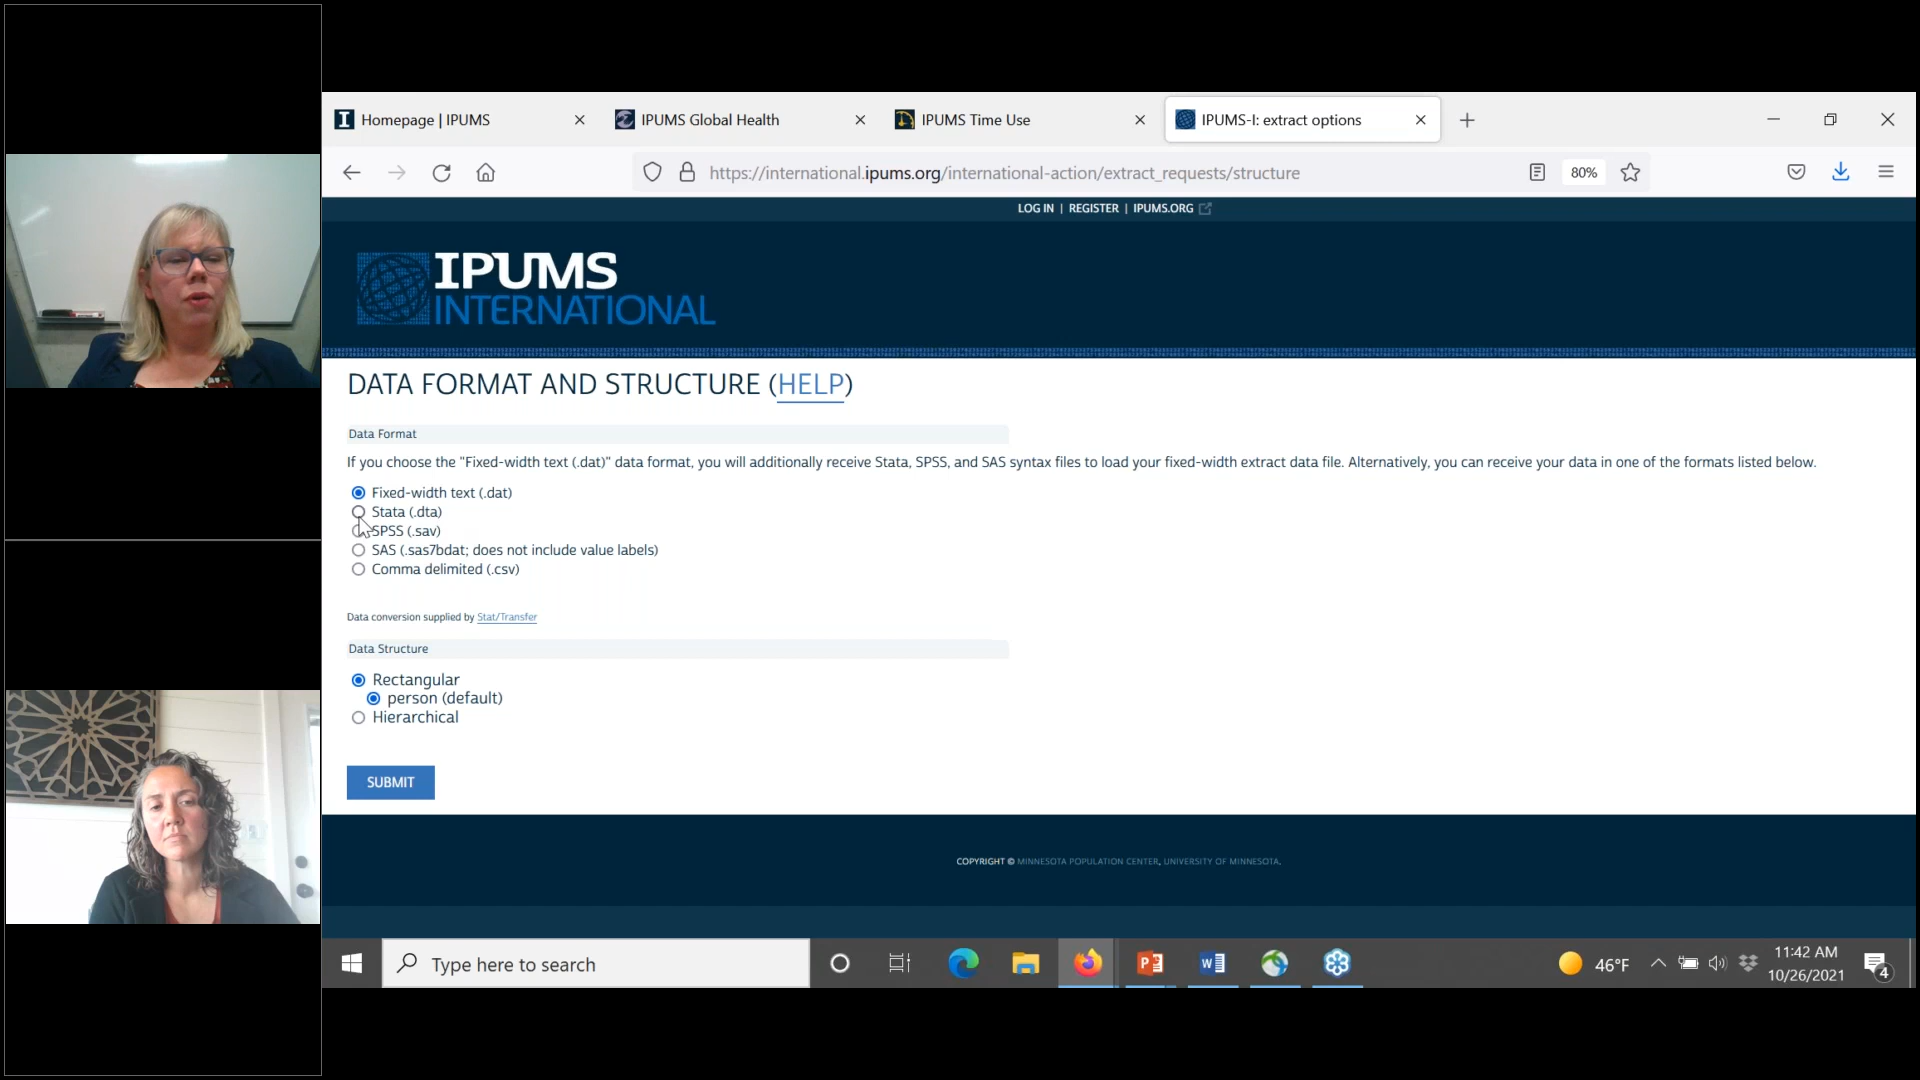 Homepage | IPUMS
IPUMS Global Health
IPUMS Time Use
IPUMS-I: extract options
https://international.ipums.org/international-action/extract_requests/structure
80%
LOG IN | REGISTER | IPUMS.ORG
IPUMS
INTERNATIONAL
DATA FORMAT AND STRUCTURE (HELP)
Data Format
If you choose the "Fixed-width text (.dat)" data format, you will additionally receive Stata, SPSS, and SAS syntax files to load your fixed-width extract data file. Alternatively, you can receive your data in one of the formats listed below.
Fixed-width text (.dat)
Stata (.dta)
SPSS (.sav)
SAS (.sas7bdat; does not include value labels)
Comma delimited (.csv)
Data conversion supplied by Stat/Transfer
Data Structure
Rectangular
person (default)
Hierarchical
SUBMIT
COPYRIGHT © MINNESOTA POPULATION CENTER, UNIVERSITY OF MINNESOTA.
Type here to search
46°F
11:42 AM
10/26/2021
4